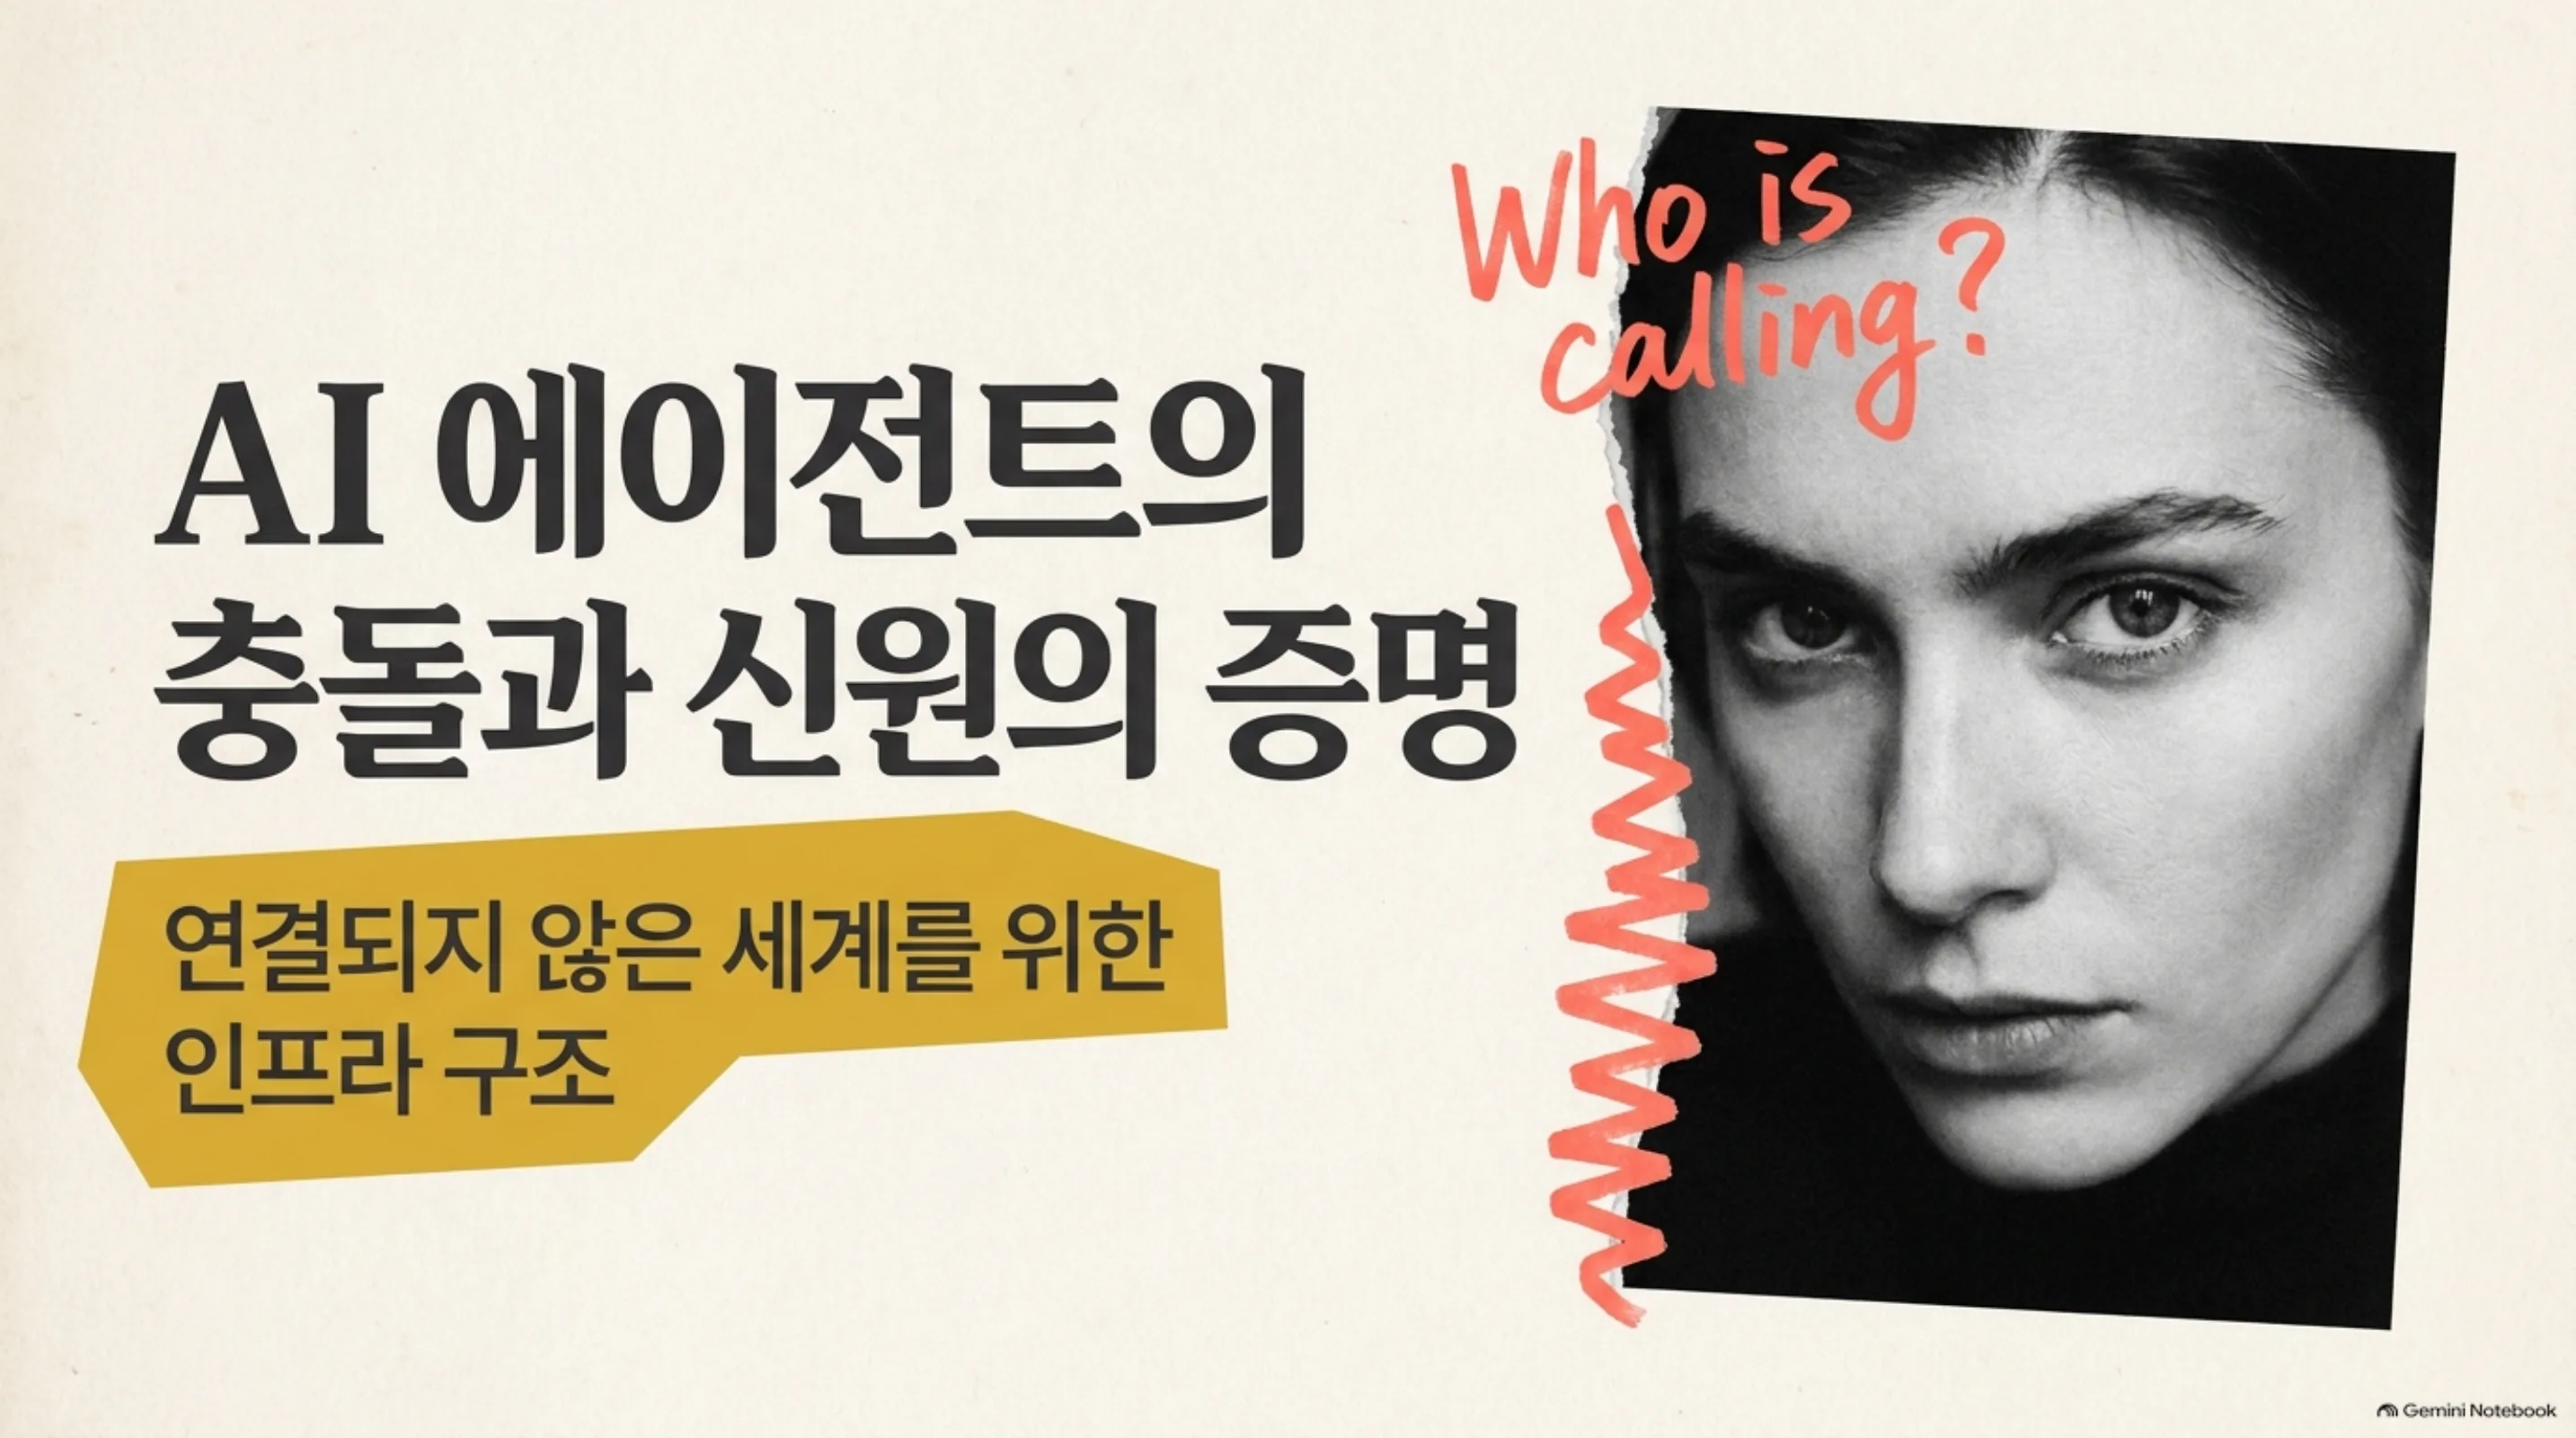 Who is
calling?
AI 에이전트의
충돌과 신원의 증명
연결되지 않은 세계를 위한
인프라 구조
Gemini Notebook